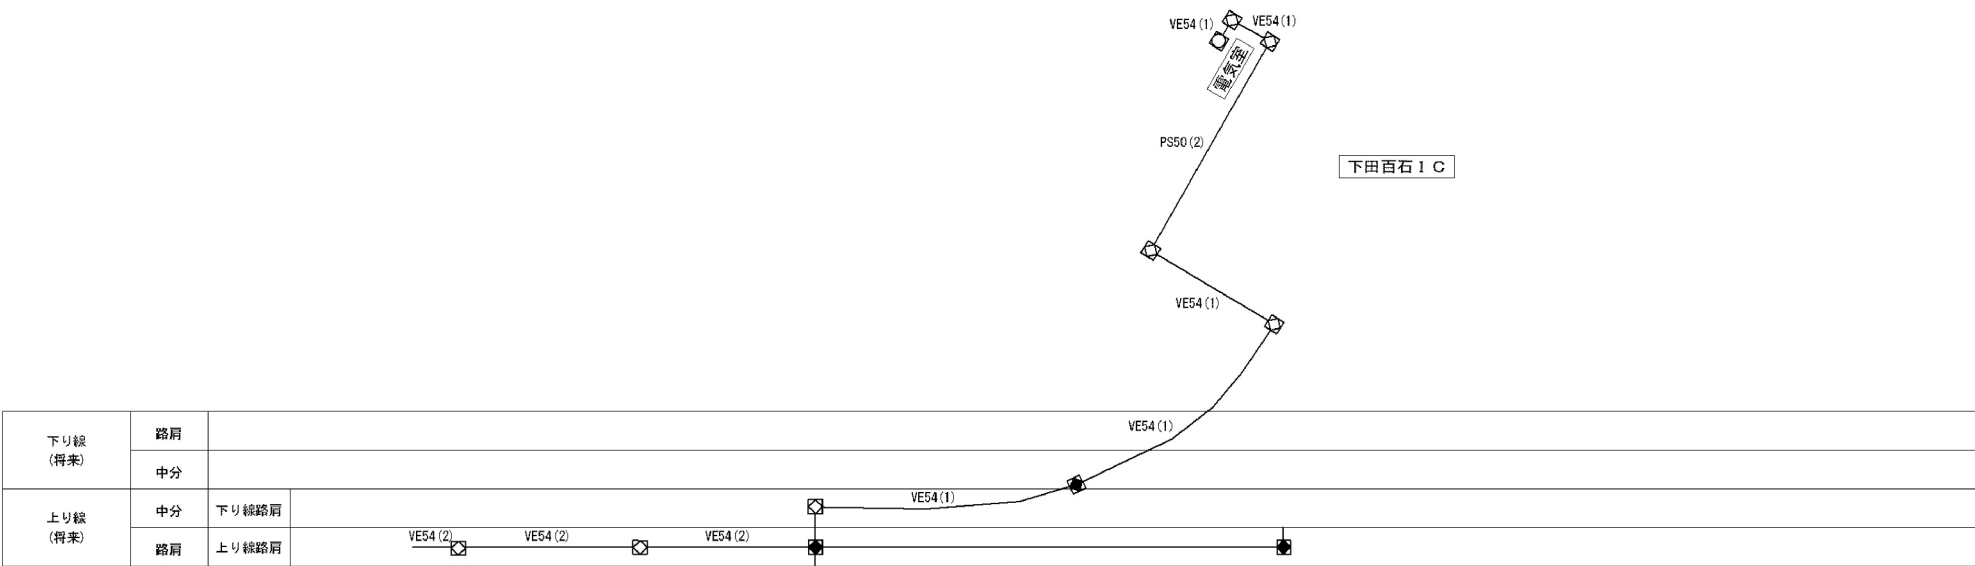 VE54(1)
VE54(1)
電気室
PS50(2)
下田百石IC
VE54(1)
VE54(1)
下り線
(将来)
路肩
中分
上り線
(将来)
中分
下り線路肩
VE54(1)
路肩
上り線路肩
VE54(2)
VE54(2)
VE54(2)